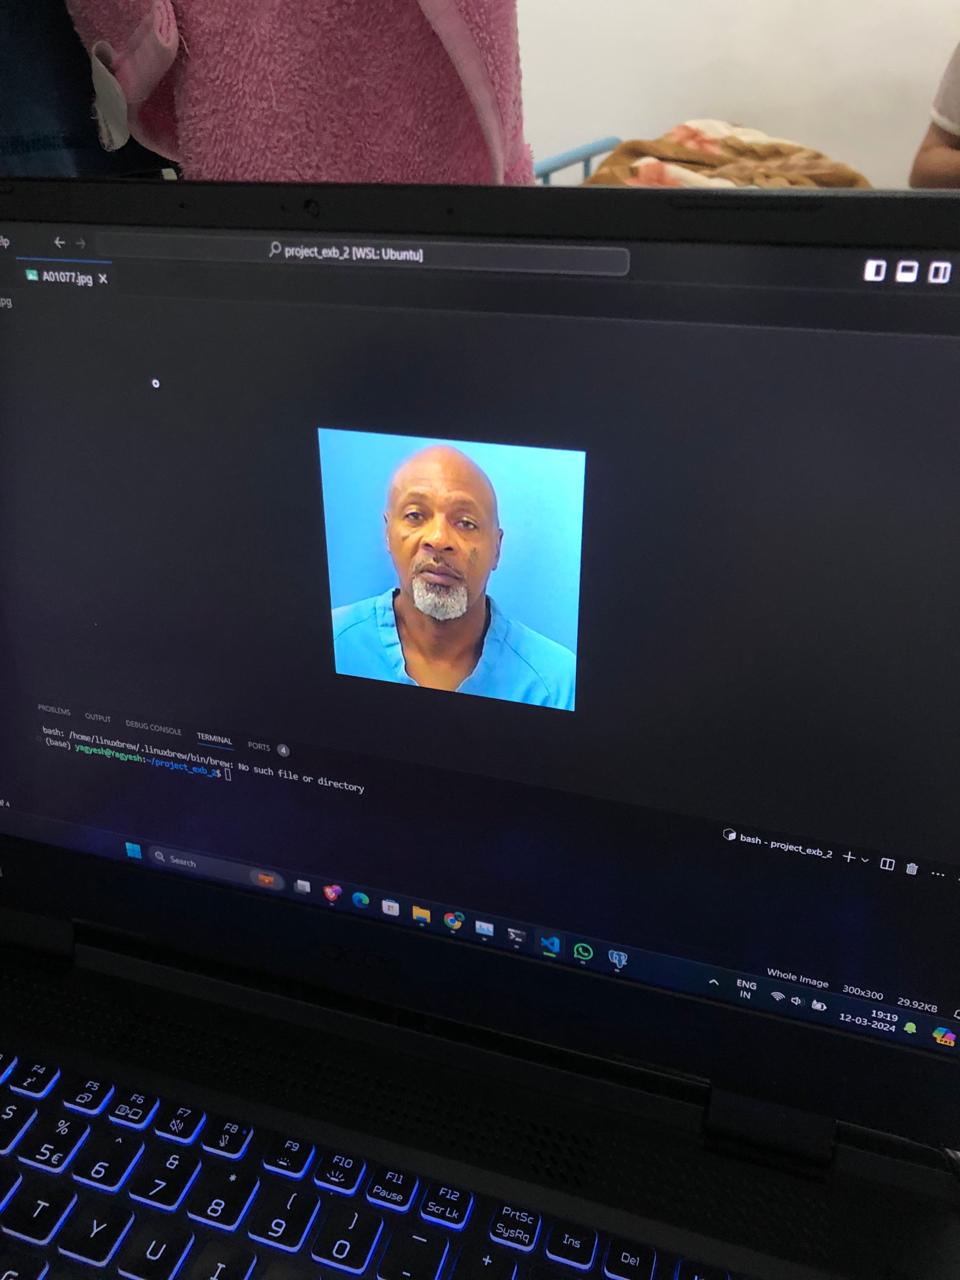 project_exb_2 [WSL: Ubuntu]
A01077.jpg
PROBLEMS OUTPUT DEBUG CONSOLE TERMINAL PORTS 4
bash: /home/linuxbrew/.linuxbrew/bin/brew: No such file or directory
(base) yagyesh@Yagyesh:~/project_exb_2$
bash - project_exb_2
Search
Whole Image 300x300 29.92KB
ENG
IN
19:19
12-03-2024
F4 F5 F6 F7 F8 F9 F10 F11 F12 PrtSc Ins Del
Pause Scr Lk SysRq
$ % ^ & * ( )
5 € 6 7 8 9 0
T Y U I